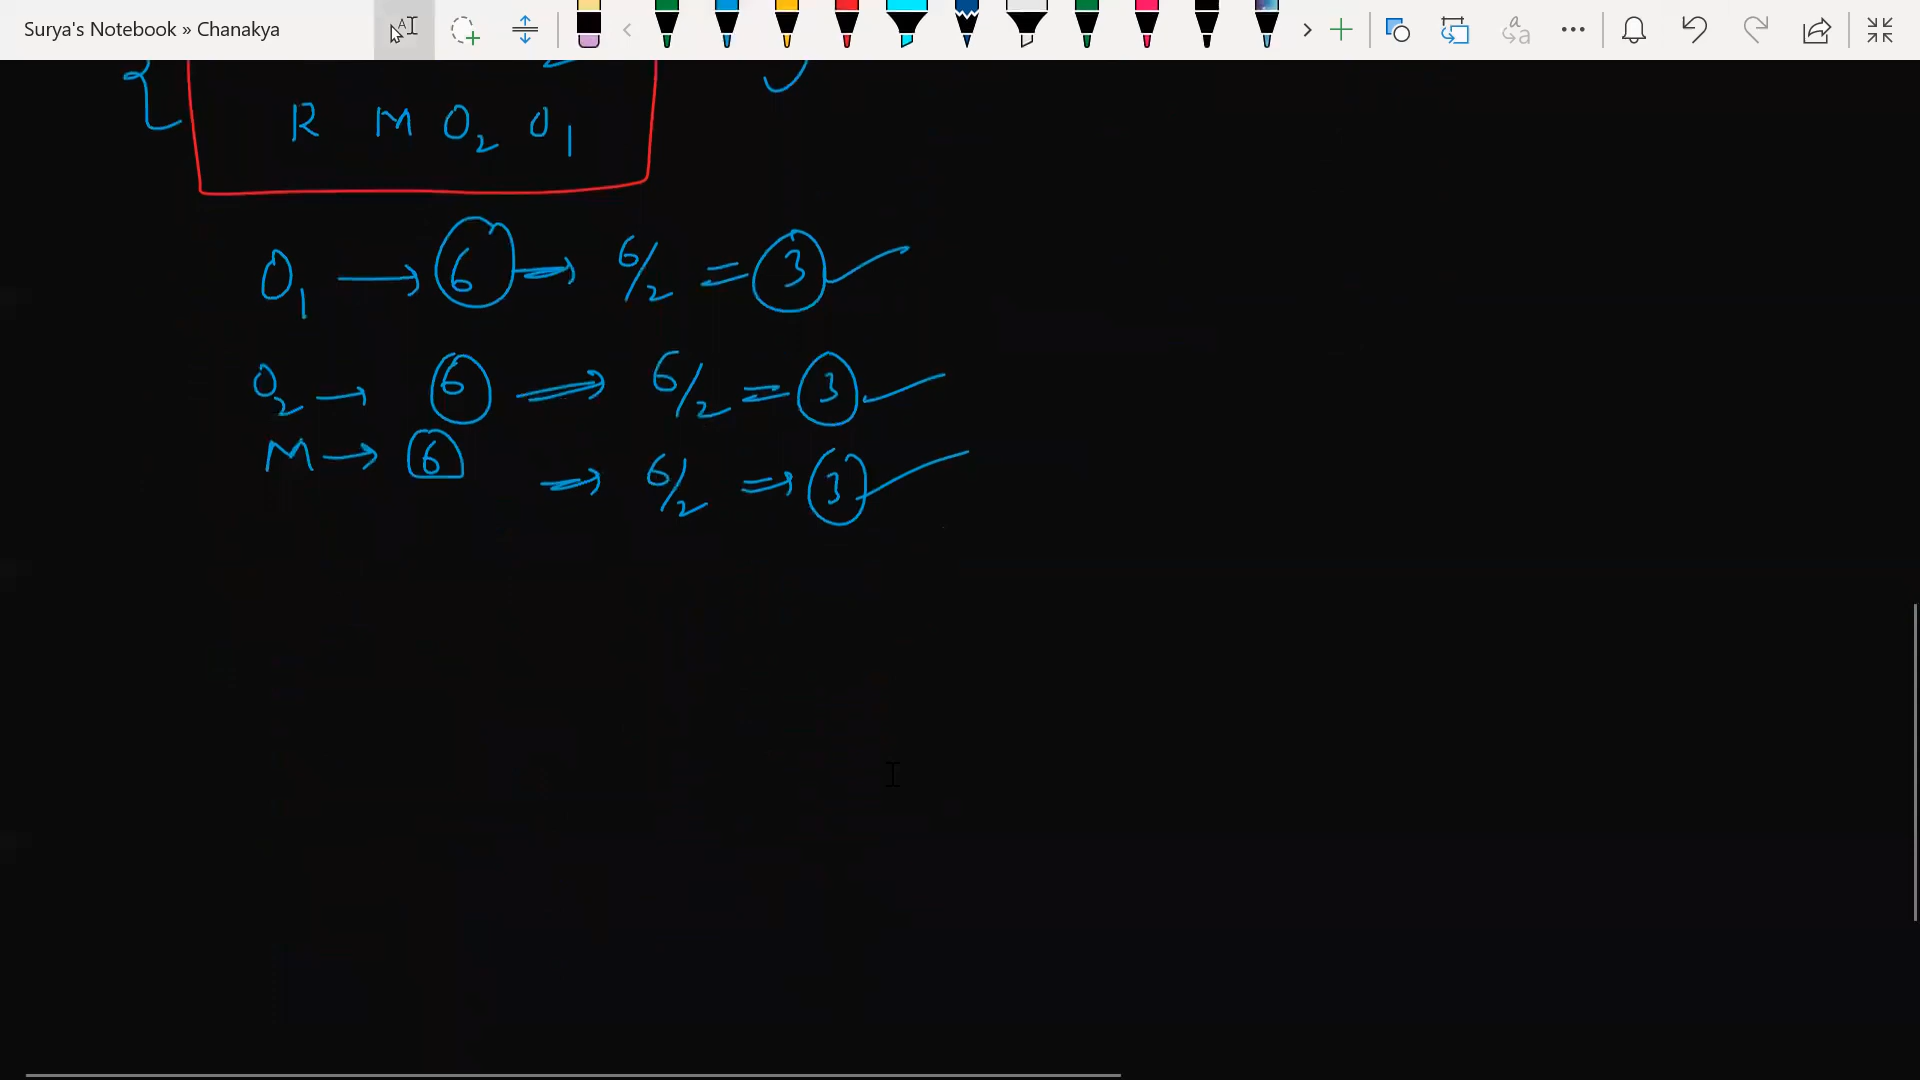 Surya's Notebook » Chanakya
R M O₂ O₁
O₁ → 6 → 6/2 = 3
O₂ → 6 ⇒ 6/2 = 3
M → 6 → 6/2 ⇒ 3